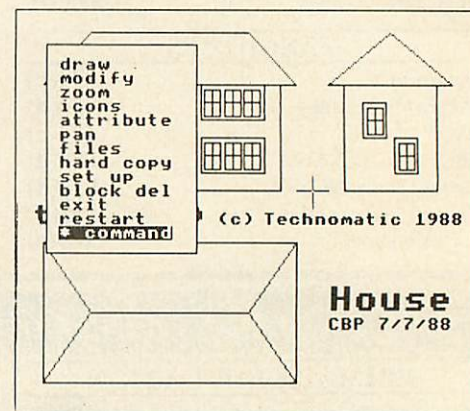 draw
modify
zoom
icons
attribute
pan
files
hard copy
set up
block del
exit
restart
* command
(c) Technomatic 1988
House
CBP 7/7/88